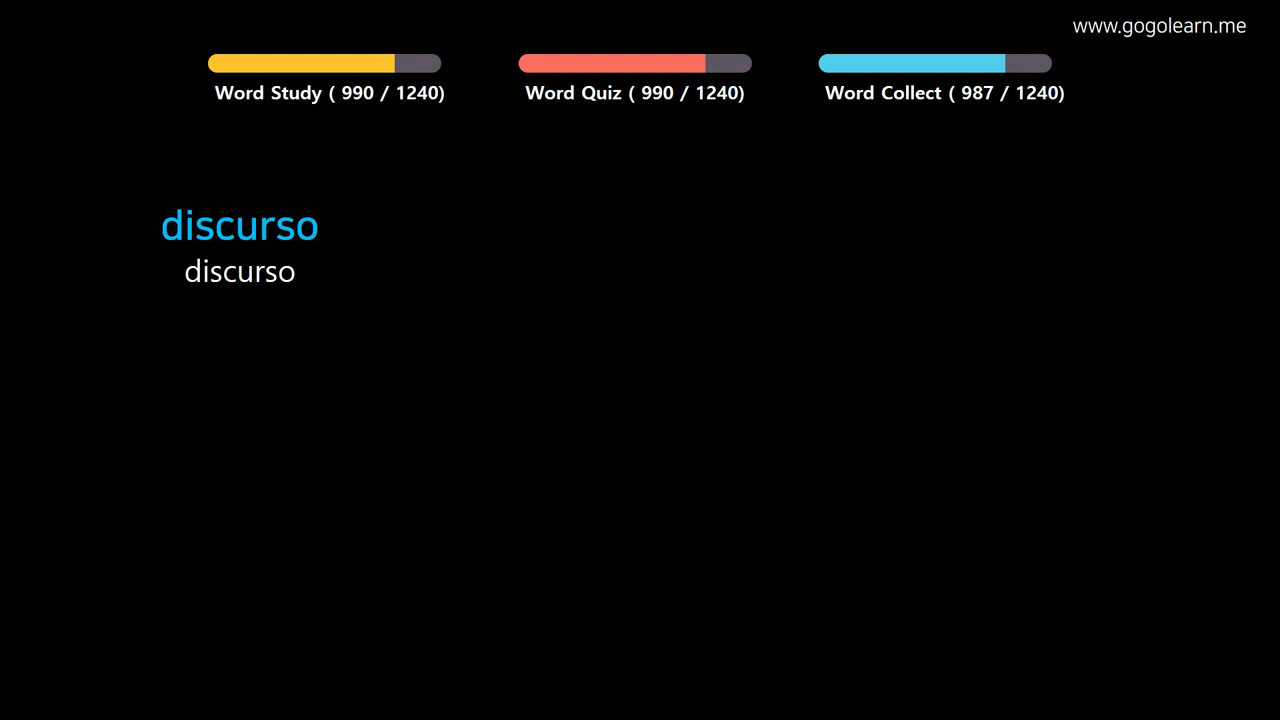 www.gogolearn.me
Word Study ( 990 / 1240)
Word Quiz ( 990 / 1240)
Word Collect ( 987 / 1240)
discurso
discurso